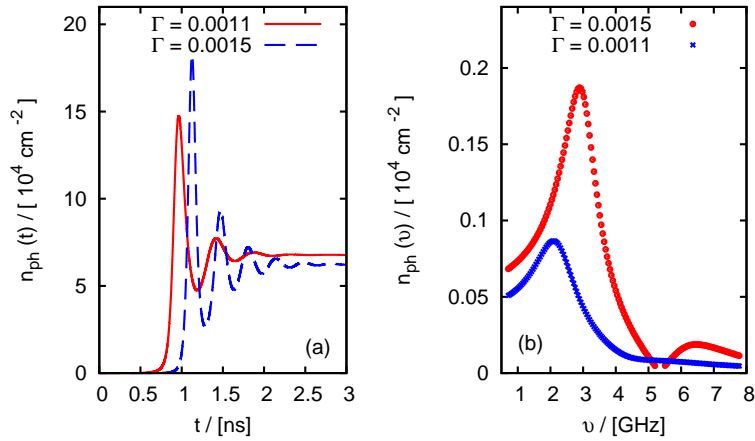 Γ = 0.0011
Γ = 0.0015
n_ph (t) / [ 10^4 cm^-2 ]
20
15
10
5
0
(a)
0 0.5 1 1.5 2 2.5 3
t / [ns]
Γ = 0.0015
Γ = 0.0011
n_ph (υ) / [ 10^4 cm^-2 ]
0.2
0.15
0.1
0.05
0
(b)
1 2 3 4 5 6 7 8
υ / [GHz]